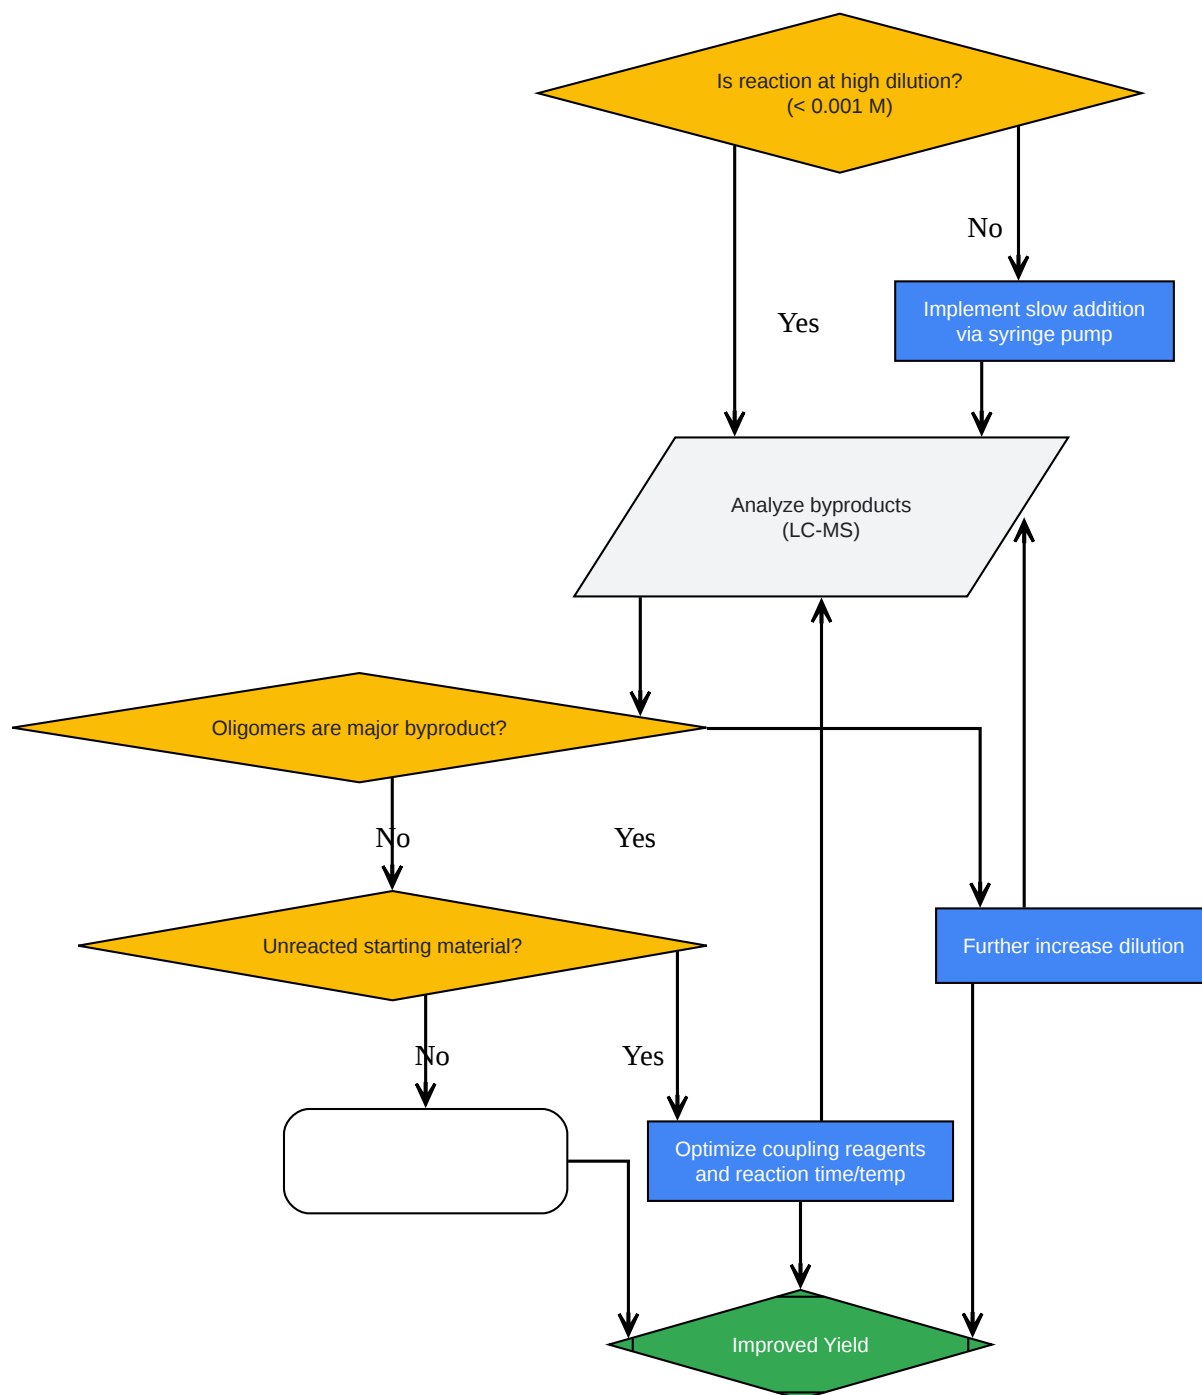 Is reaction at high dilution?
(< 0.001 M)
No
Yes
Implement slow addition
via syringe pump
Analyze byproducts
(LC-MS)
Oligomers are major byproduct?
No
Yes
Unreacted starting material?
Further increase dilution
No
Yes
Optimize coupling reagents
and reaction time/temp
Improved Yield